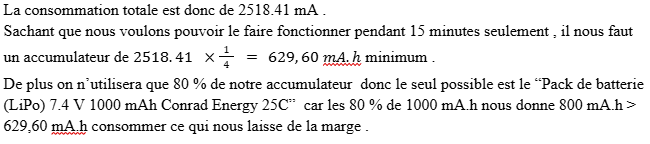 La consommation totale est donc de 2518.41 mA .
Sachant que nous voulons pouvoir le faire fonctionner pendant 15 minutes seulement , il nous faut
un accumulateur de 2518.41 × 1/4 = 629,60 mA.h minimum .
De plus on n’utilisera que 80 % de notre accumulateur donc le seul possible est le “Pack de batterie
(LiPo) 7.4 V 1000 mAh Conrad Energy 25C” car les 80 % de 1000 mA.h nous donne 800 mA.h >
629,60 mA.h consommer ce qui nous laisse de la marge .